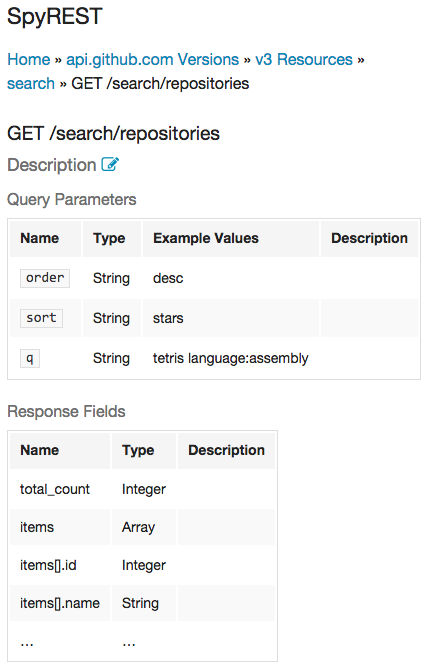 SpyREST
Home » api.github.com Versions » v3 Resources »
search » GET /search/repositories
GET /search/repositories
Description
Query Parameters
Name Type Example Values Description
order String desc
sort String stars
q String tetris language:assembly
Response Fields
Name Type Description
total_count Integer
items Array
items[].id Integer
items[].name String
... ...